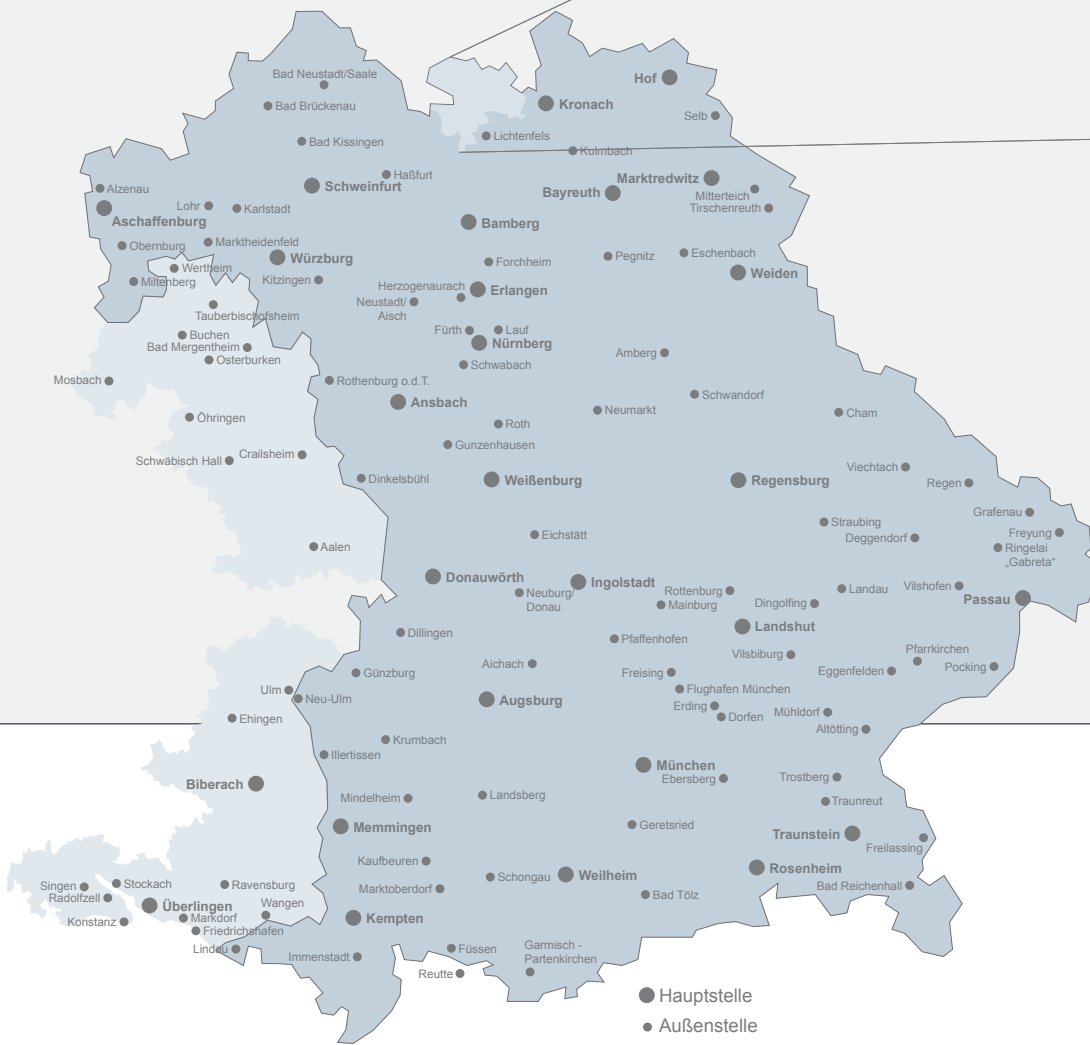 Bad Neustadt/Saale
Hof
Bad Brückenau
Kronach
Selb
Lichtenfels
Bad Kissingen
Kulmbach
Haßfurt
Marktredwitz
Schweinfurt
Alzenau
Bayreuth
Mitterteich
Tirschenreuth
Lohr
Karlstadt
Aschaffenburg
Bamberg
Obernburg
Marktheidenfeld
Würzburg
Pegnitz
Eschenbach
Forchheim
Wertheim
Weiden
Miltenberg
Kitzingen
Herzogenaurach
Erlangen
Neustadt/
Aisch
Tauberbischofsheim
Fürth
Lauf
Buchen
Nürnberg
Bad Mergentheim
Osterburken
Amberg
Schwabach
Mosbach
Rothenburg o.d.T.
Schwandorf
Ansbach
Neumarkt
Cham
Öhringen
Roth
Gunzenhausen
Crailsheim
Schwäbisch Hall
Viechtach
Dinkelsbühl
Weißenburg
Regensburg
Regen
Grafenau
Straubing
Freyung
Eichstätt
Deggendorf
Aalen
Ringelai
„Gabreta“
Donauwörth
Ingolstadt
Neuburg/
Donau
Rottenburg
Mainburg
Landau
Vilshofen
Dingolfing
Passau
Landshut
Dillingen
Pfaffenhofen
Vilsbiburg
Pfarrkirchen
Aichach
Günzburg
Freising
Eggenfelden
Pocking
Ulm
Neu-Ulm
Flughafen München
Augsburg
Erding
Dorfen
Mühldorf
Ehingen
Altötting
Krumbach
Illertissen
München
Ebersberg
Trostberg
Biberach
Mindelheim
Landsberg
Traunreut
Memmingen
Geretsried
Traunstein
Freilassing
Kaufbeuren
Rosenheim
Schongau
Weilheim
Singen
Stockach
Ravensburg
Marktoberdorf
Bad Tölz
Bad Reichenhall
Radolfzell
Überlingen
Wangen
Konstanz
Markdorf
Kempten
Friedrichshafen
Lindau
Immenstadt
Füssen
Garmisch -
Partenkirchen
Reutte
Hauptstelle
Außenstelle